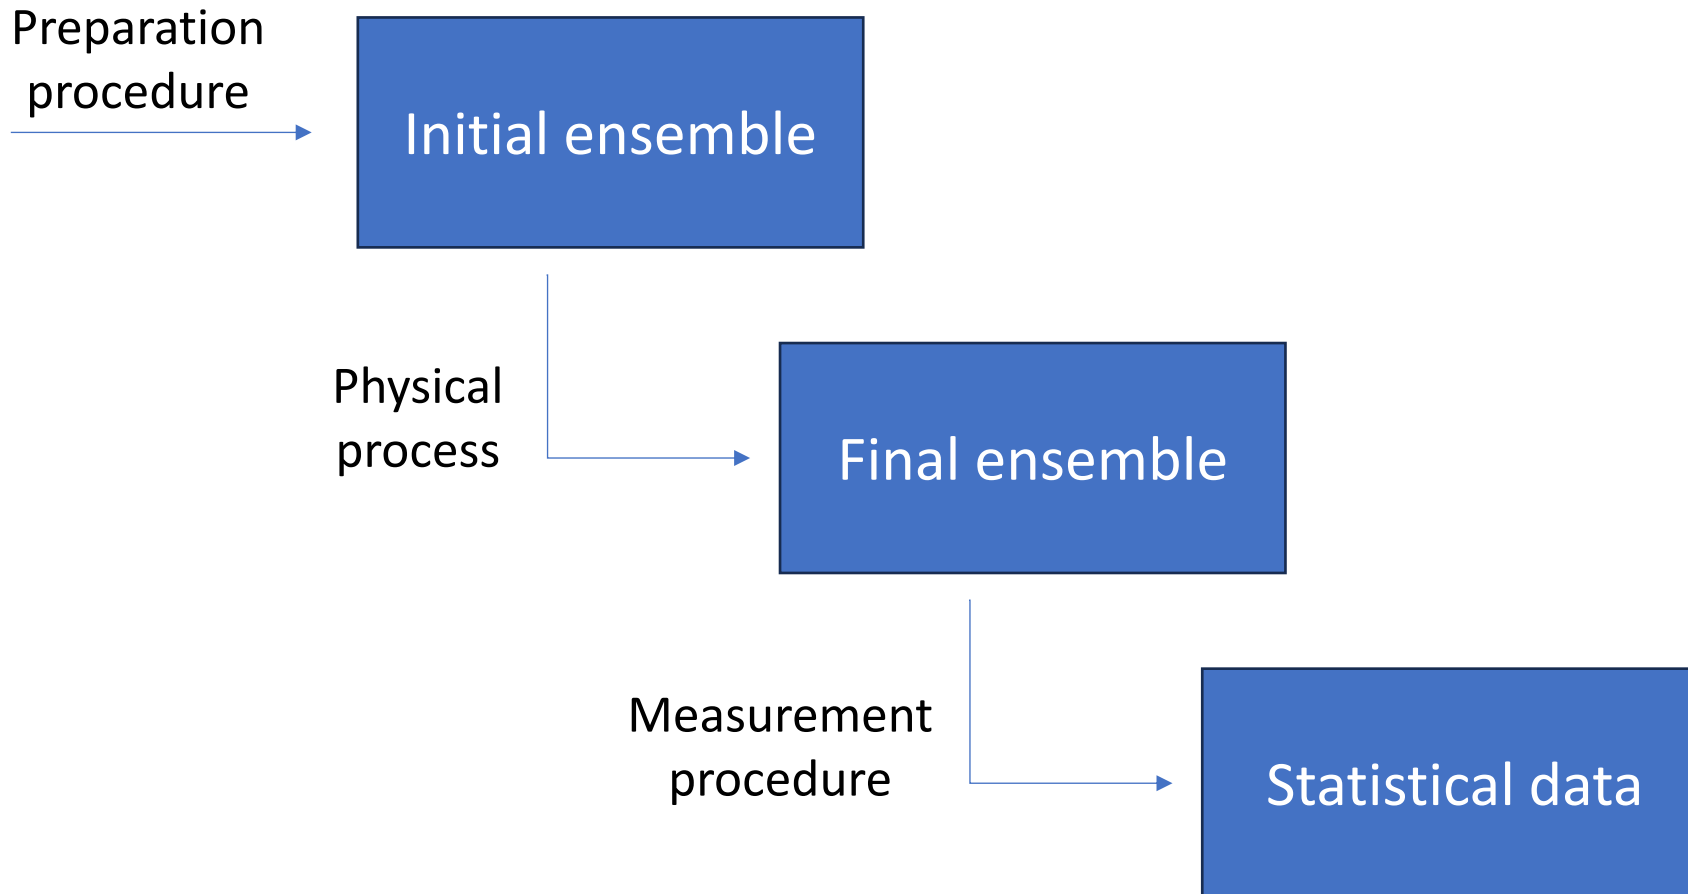 Preparation
procedure
Initial ensemble
Physical
process
Final ensemble
Measurement
procedure
Statistical data